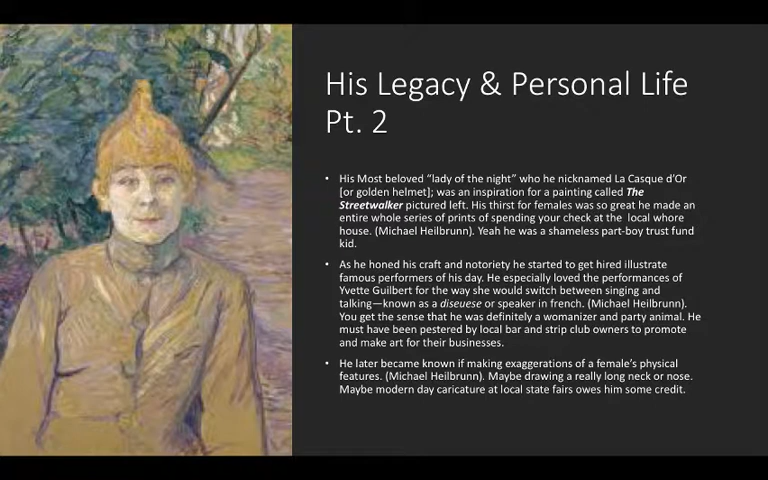 His Legacy & Personal Life
Pt. 2
• His Most beloved “lady of the night” who he nicknamed La Casque d’Or
[or golden helmet]; was an inspiration for a painting called The
Streetwalker pictured left. His thirst for females was so great he made an
entire whole series of prints of spending your check at the local whore
house. (Michael Heilbrunn). Yeah he was a shameless part-boy trust fund
kid.
• As he honed his craft and notoriety he started to get hired illustrate
famous performers of his day. He especially loved the performances of
Yvette Guilbert for the way she would switch between singing and
talking—known as a diseuese or speaker in french. (Michael Heilbrunn).
You get the sense that he was definitely a womanizer and party animal. He
must have been pestered by local bar and strip club owners to promote
and make art for their businesses.
• He later became known if making exaggerations of a female’s physical
features. (Michael Heilbrunn). Maybe drawing a really long neck or nose.
Maybe modern day caricature at local state fairs owes him some credit.